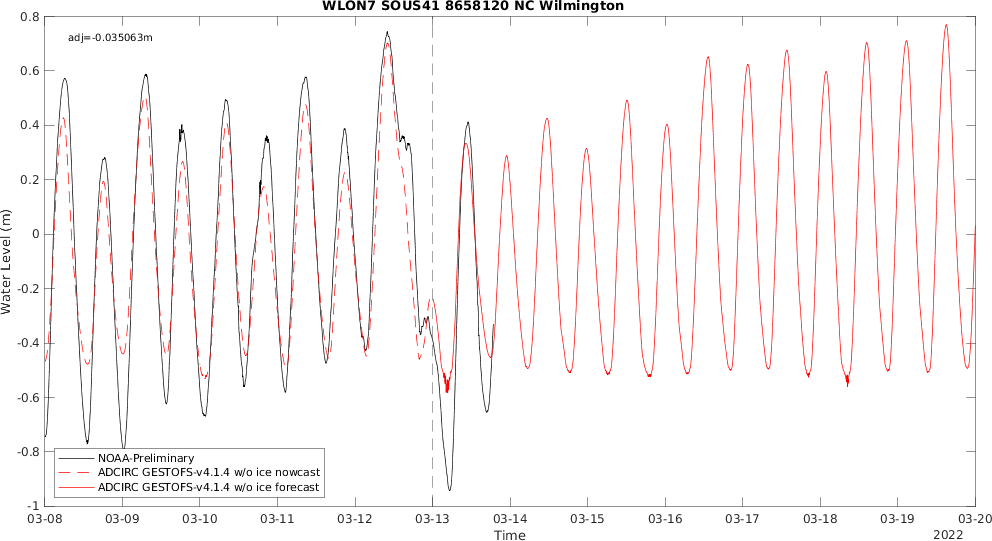 WLON7 SOUS41 8658120 NC Wilmington
adj=-0.035063m
0.8
0.6
0.4
0.2
0
-0.2
-0.4
-0.6
-0.8
-1
Water Level (m)
NOAA-Preliminary
ADCIRC GESTOFS-v4.1.4 w/o ice nowcast
ADCIRC GESTOFS-v4.1.4 w/o ice forecast
03-08 03-09 03-10 03-11 03-12 03-13 03-14 03-15 03-16 03-17 03-18 03-19 03-20
Time
2022